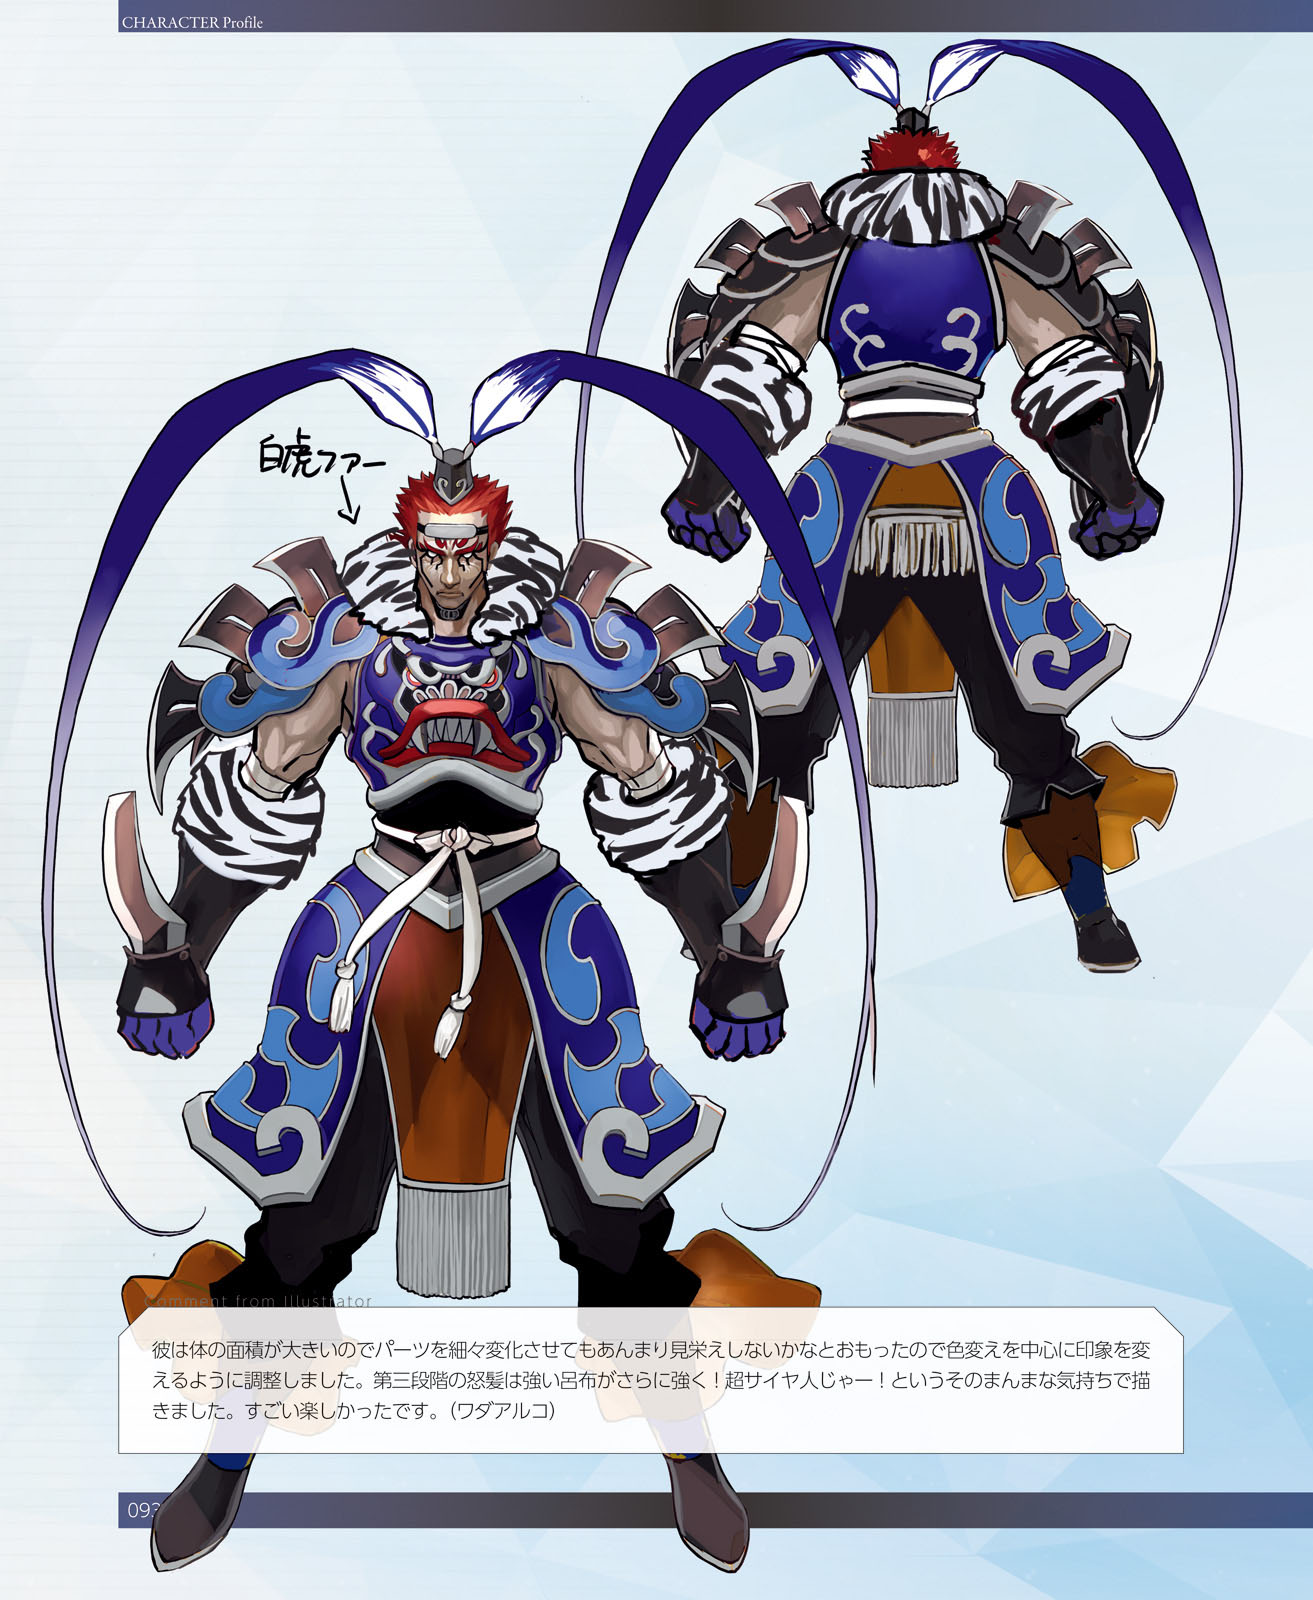 CHARACTER Profile
白虎ファー
Comment from Illustrator
彼は体の面積が大きいのでパーツを細々変化させてもあんまり見栄えしないかなとおもったので色変えを中心に印象を変
えるように調整しました。第三段階の怒髪は強い呂布がさらに強く！超サイヤ人じゃー！というそのまんまな気持ちで描
きました。すごい楽しかったです。（ワダアルコ）
093